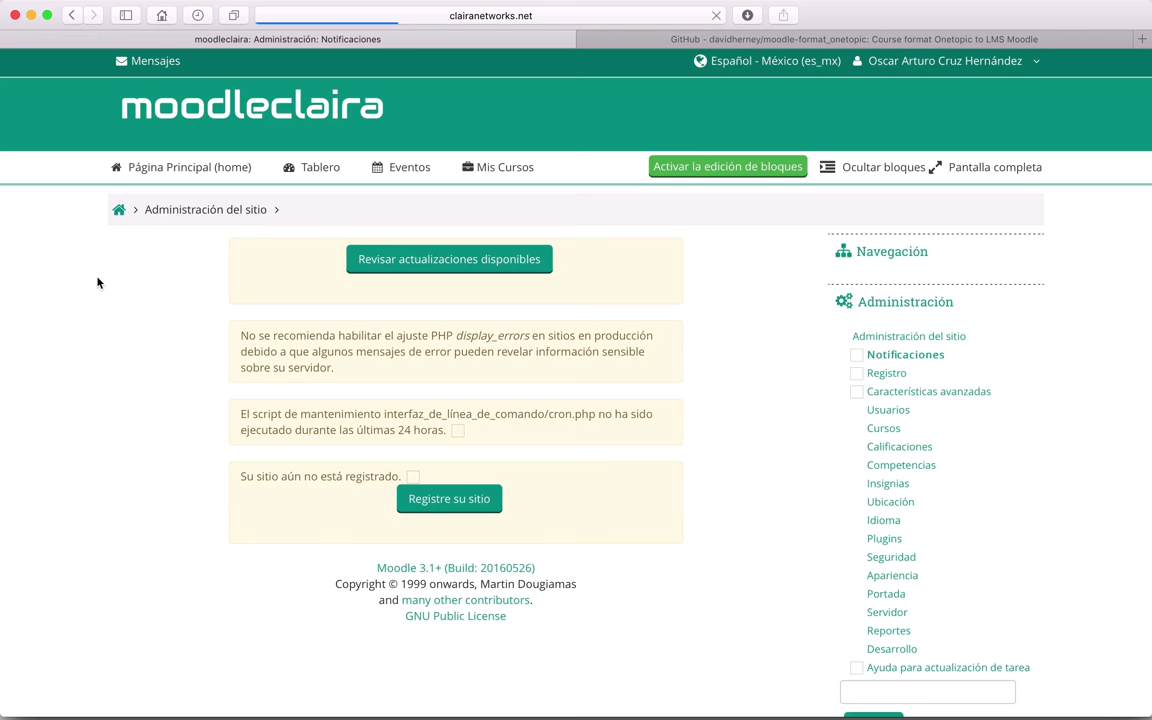 clairanetworks.net
moodleclaira: Administración: Notificaciones
GitHub - davidherney/moodle-format_onetopic: Course format Onetopic to LMS Moodle
Mensajes
Español - México (es_mx)
Oscar Arturo Cruz Hernández
moodleclaira
Página Principal (home)
Tablero
Eventos
Mis Cursos
Activar la edición de bloques
Ocultar bloques
Pantalla completa
Administración del sitio
Revisar actualizaciones disponibles
No se recomienda habilitar el ajuste PHP display_errors en sitios en producción
debido a que algunos mensajes de error pueden revelar información sensible
sobre su servidor.
El script de mantenimiento interfaz_de_línea_de_comando/cron.php no ha sido
ejecutado durante las últimas 24 horas.
Su sitio aún no está registrado.
Registre su sitio
Moodle 3.1+ (Build: 20160526)
Copyright © 1999 onwards, Martin Dougiamas
and many other contributors.
GNU Public License
Navegación
Administración
Administración del sitio
Notificaciones
Registro
Características avanzadas
Usuarios
Cursos
Calificaciones
Competencias
Insignias
Ubicación
Idioma
Plugins
Seguridad
Apariencia
Portada
Servidor
Reportes
Desarrollo
Ayuda para actualización de tarea